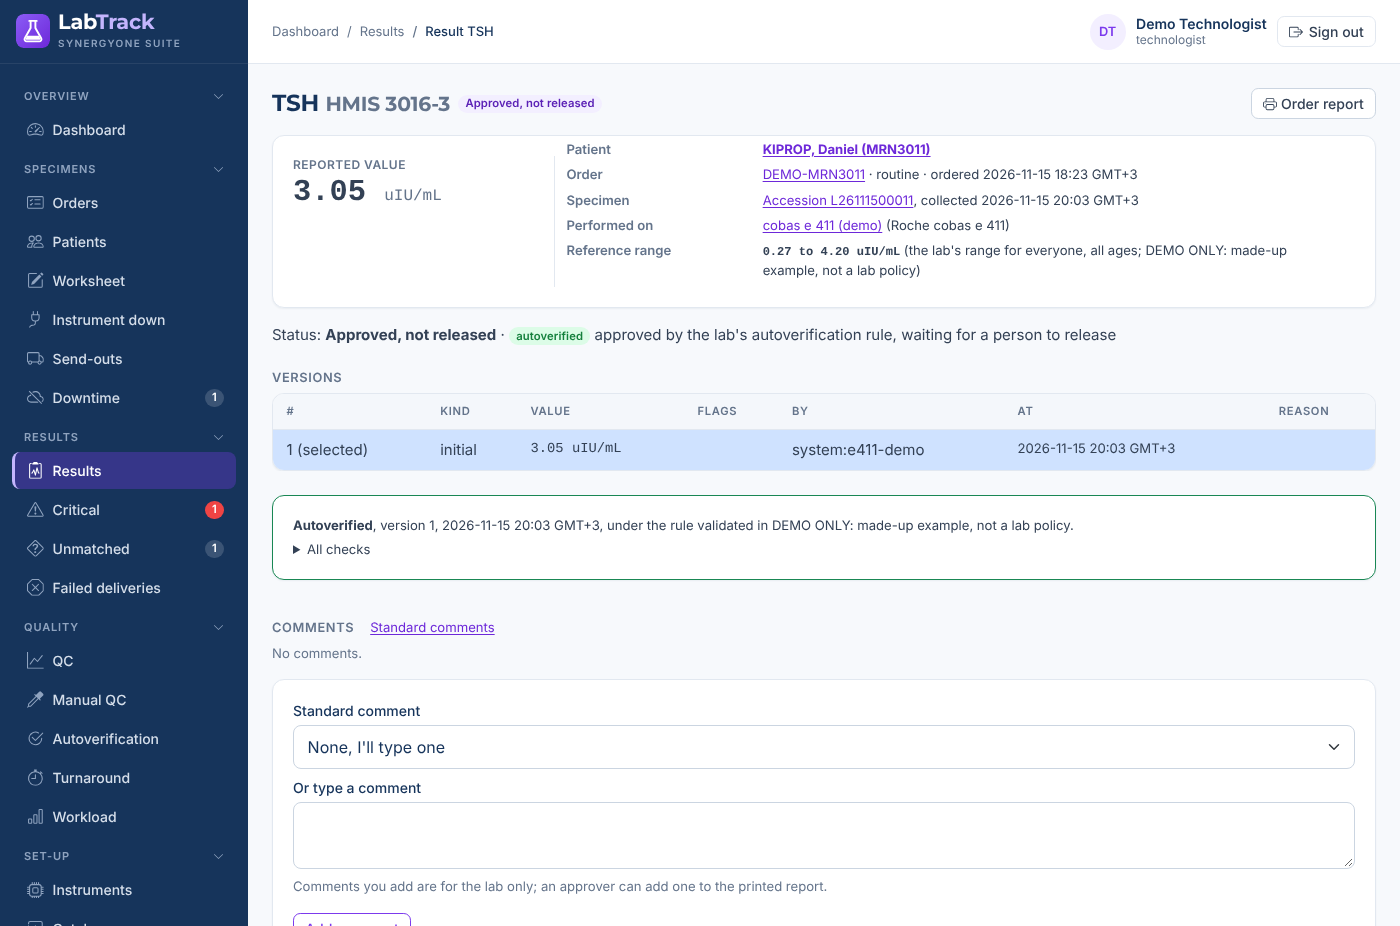 LabTrack
SYNERGYONE SUITE
OVERVIEW
Dashboard
SPECIMENS
Orders
Patients
Worksheet
Instrument down
Send-outs
Downtime 1
RESULTS
Results
Critical 1
Unmatched 1
Failed deliveries
QUALITY
QC
Manual QC
Autoverification
Turnaround
Workload
SET-UP
Instruments
Dashboard / Results / Result TSH
DT
Demo Technologist
technologist
Sign out
TSH HMIS 3016-3 Approved, not released
Order report
REPORTED VALUE
3.05 uIU/mL
Patient KIPROP, Daniel (MRN3011)
Order DEMO-MRN3011 · routine · ordered 2026-11-15 18:23 GMT+3
Specimen Accession L26111500011, collected 2026-11-15 20:03 GMT+3
Performed on cobas e 411 (demo) (Roche cobas e 411)
Reference range 0.27 to 4.20 uIU/mL (the lab's range for everyone, all ages; DEMO ONLY: made-up
example, not a lab policy)
Status: Approved, not released · autoverified approved by the lab's autoverification rule, waiting for a person to release
VERSIONS
# KIND VALUE FLAGS BY AT REASON
1 (selected) initial 3.05 uIU/mL system:e411-demo 2026-11-15 20:03 GMT+3
Autoverified, version 1, 2026-11-15 20:03 GMT+3, under the rule validated in DEMO ONLY: made-up example, not a lab policy.
All checks
COMMENTS Standard comments
No comments.
Standard comment
None, I'll type one
Or type a comment
Comments you add are for the lab only; an approver can add one to the printed report.